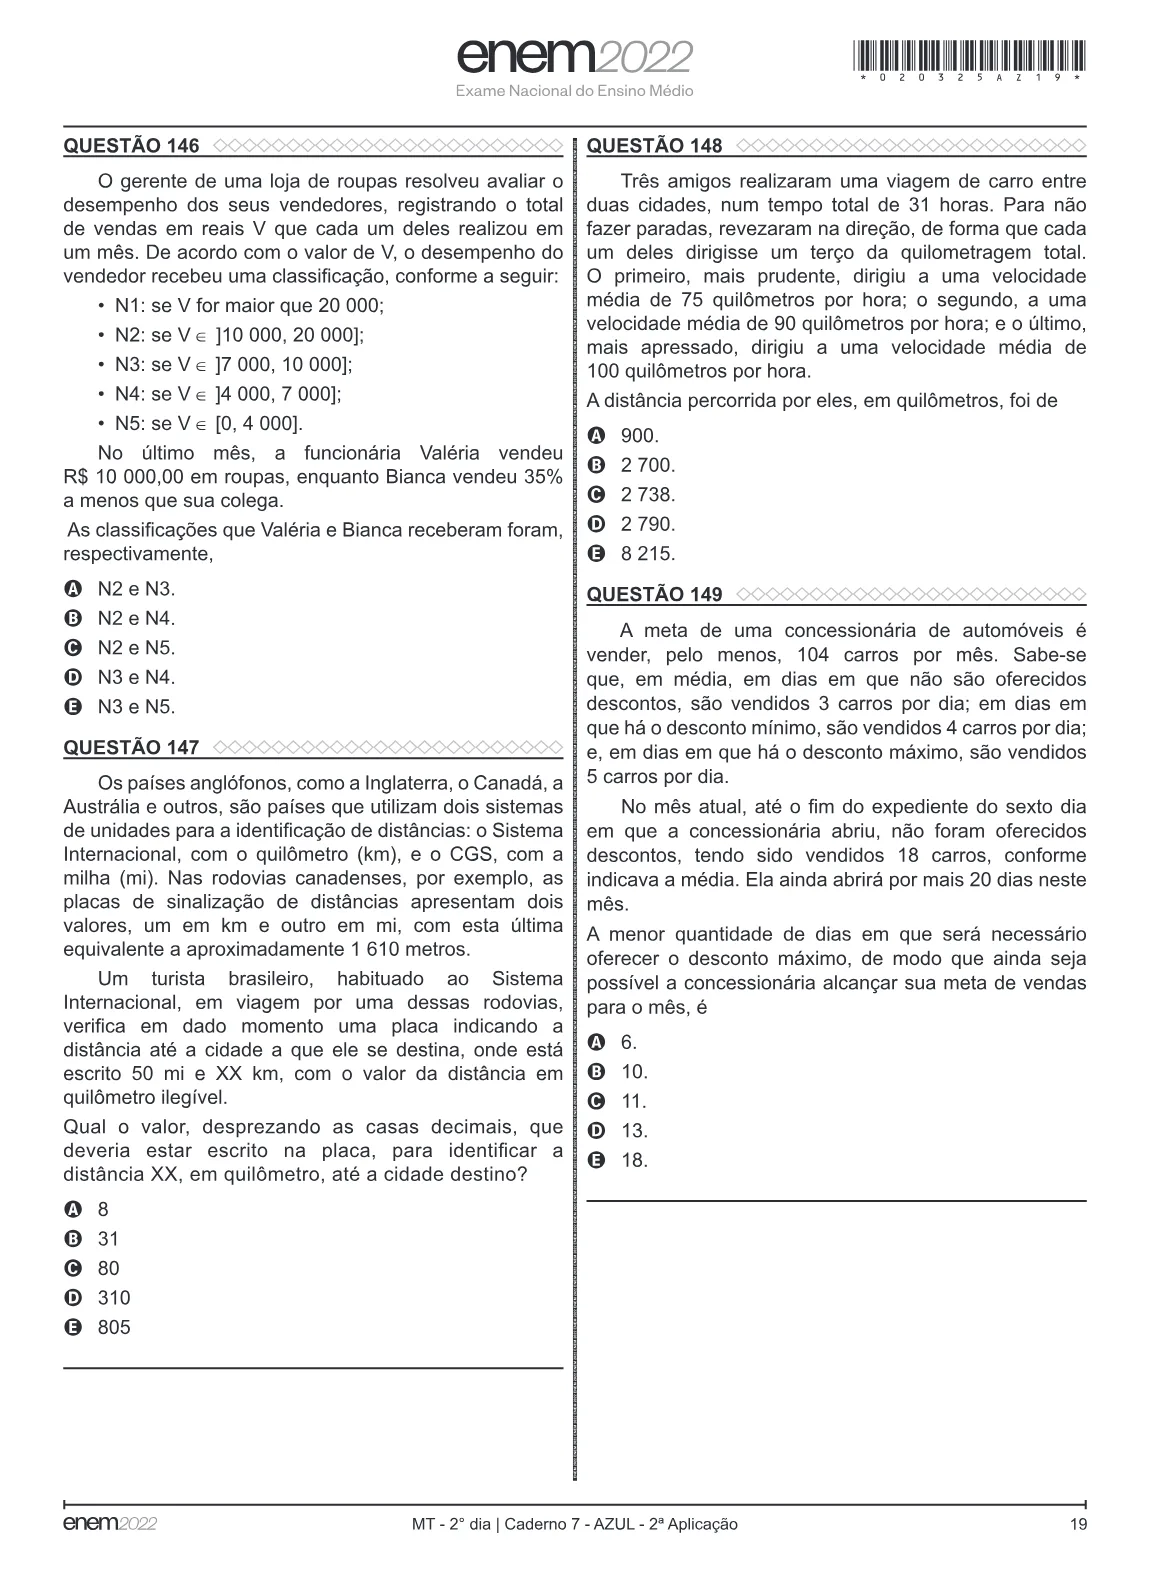 enem2022
Exame Nacional do Ensino Médio
*020325AZ19*
QUESTÃO 146
O gerente de uma loja de roupas resolveu avaliar o
desempenho dos seus vendedores, registrando o total
de vendas em reais V que cada um deles realizou em
um mês. De acordo com o valor de V, o desempenho do
vendedor recebeu uma classificação, conforme a seguir:
• N1: se V for maior que 20 000;
• N2: se V ∈ ]10 000, 20 000];
• N3: se V ∈ ]7 000, 10 000];
• N4: se V ∈ ]4 000, 7 000];
• N5: se V ∈ [0, 4 000].
No último mês, a funcionária Valéria vendeu
R$ 10 000,00 em roupas, enquanto Bianca vendeu 35%
a menos que sua colega.
As classificações que Valéria e Bianca receberam foram,
respectivamente,
A N2 e N3.
B N2 e N4.
C N2 e N5.
D N3 e N4.
E N3 e N5.
QUESTÃO 147
Os países anglófonos, como a Inglaterra, o Canadá, a
Austrália e outros, são países que utilizam dois sistemas
de unidades para a identificação de distâncias: o Sistema
Internacional, com o quilômetro (km), e o CGS, com a
milha (mi). Nas rodovias canadenses, por exemplo, as
placas de sinalização de distâncias apresentam dois
valores, um em km e outro em mi, com esta última
equivalente a aproximadamente 1 610 metros.
Um turista brasileiro, habituado ao Sistema
Internacional, em viagem por uma dessas rodovias,
verifica em dado momento uma placa indicando a
distância até a cidade a que ele se destina, onde está
escrito 50 mi e XX km, com o valor da distância em
quilômetro ilegível.
Qual o valor, desprezando as casas decimais, que
deveria estar escrito na placa, para identificar a
distância XX, em quilômetro, até a cidade destino?
A 8
B 31
C 80
D 310
E 805
QUESTÃO 148
Três amigos realizaram uma viagem de carro entre
duas cidades, num tempo total de 31 horas. Para não
fazer paradas, revezaram na direção, de forma que cada
um deles dirigisse um terço da quilometragem total.
O primeiro, mais prudente, dirigiu a uma velocidade
média de 75 quilômetros por hora; o segundo, a uma
velocidade média de 90 quilômetros por hora; e o último,
mais apressado, dirigiu a uma velocidade média de
100 quilômetros por hora.
A distância percorrida por eles, em quilômetros, foi de
A 900.
B 2 700.
C 2 738.
D 2 790.
E 8 215.
QUESTÃO 149
A meta de uma concessionária de automóveis é
vender, pelo menos, 104 carros por mês. Sabe-se
que, em média, em dias em que não são oferecidos
descontos, são vendidos 3 carros por dia; em dias em
que há o desconto mínimo, são vendidos 4 carros por dia;
e, em dias em que há o desconto máximo, são vendidos
5 carros por dia.
No mês atual, até o fim do expediente do sexto dia
em que a concessionária abriu, não foram oferecidos
descontos, tendo sido vendidos 18 carros, conforme
indicava a média. Ela ainda abrirá por mais 20 dias neste
mês.
A menor quantidade de dias em que será necessário
oferecer o desconto máximo, de modo que ainda seja
possível a concessionária alcançar sua meta de vendas
para o mês, é
A 6.
B 10.
C 11.
D 13.
E 18.
enem2022
MT - 2° dia | Caderno 7 - AZUL - 2ª Aplicação
19